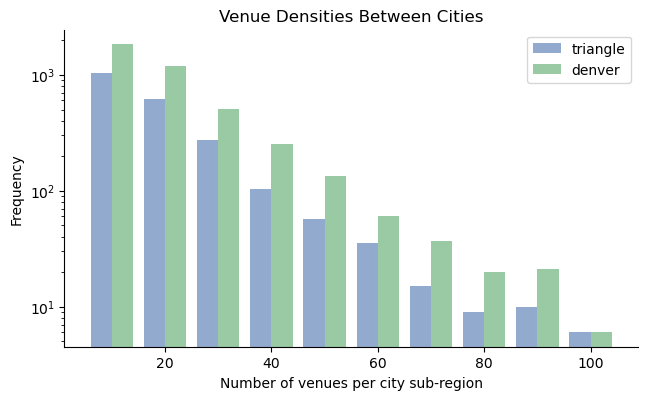 Venue Densities Between Cities
triangle
denver
10³
10²
10¹
Frequency
20 40 60 80 100
Number of venues per city sub-region